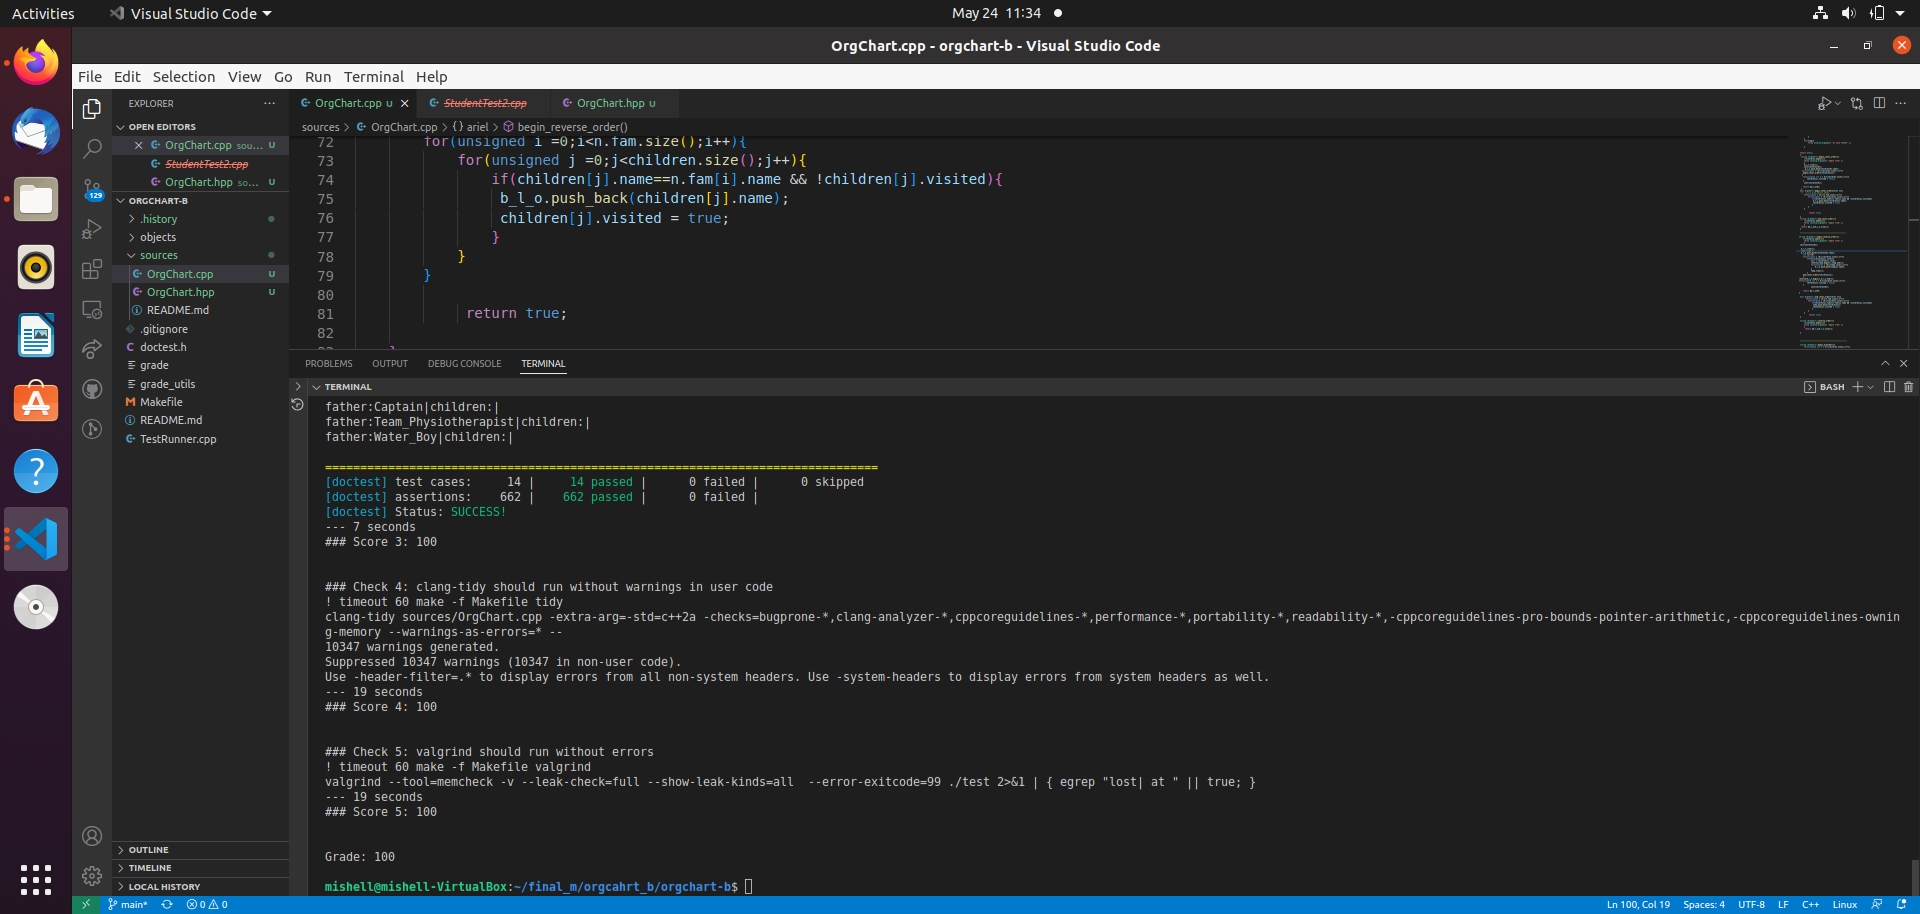 Activities
Visual Studio Code
May 24 11:34
OrgChart.cpp - orgchart-b - Visual Studio Code
File Edit Selection View Go Run Terminal Help
EXPLORER
OPEN EDITORS
OrgChart.cpp sou... U
StudentTest2.cpp
OrgChart.hpp so... U
ORGCHART-B
.history
objects
sources
OrgChart.cpp U
OrgChart.hpp U
README.md
.gitignore
doctest.h
grade
grade_utils
Makefile
README.md
TestRunner.cpp
OUTLINE
TIMELINE
LOCAL HISTORY
129
OrgChart.cpp U
StudentTest2.cpp
OrgChart.hpp U
sources > OrgChart.cpp > {} ariel > begin_reverse_order()
72 for(unsigned i =0;i<n.fam.size();i++){
73 for(unsigned j =0;j<children.size();j++){
74 if(children[j].name==n.fam[i].name && !children[j].visited){
75 b_l_o.push_back(children[j].name);
76 children[j].visited = true;
77 }
78 }
79 }
80
81 return true;
82
PROBLEMS OUTPUT DEBUG CONSOLE TERMINAL
TERMINAL
BASH
father:Captain|children:|
father:Team_Physiotherapist|children:|
father:Water_Boy|children:|
===============================================================================
[doctest] test cases: 14 | 14 passed | 0 failed | 0 skipped
[doctest] assertions: 662 | 662 passed | 0 failed |
[doctest] Status: SUCCESS!
--- 7 seconds
### Score 3: 100
### Check 4: clang-tidy should run without warnings in user code
! timeout 60 make -f Makefile tidy
clang-tidy sources/OrgChart.cpp -extra-arg=-std=c++2a -checks=bugprone-*,clang-analyzer-*,cppcoreguidelines-*,performance-*,portability-*,readability-*,-cppcoreguidelines-pro-bounds-pointer-arithmetic,-cppcoreguidelines-ownin
g-memory --warnings-as-errors=* --
10347 warnings generated.
Suppressed 10347 warnings (10347 in non-user code).
Use -header-filter=.* to display errors from all non-system headers. Use -system-headers to display errors from system headers as well.
--- 19 seconds
### Score 4: 100
### Check 5: valgrind should run without errors
! timeout 60 make -f Makefile valgrind
valgrind --tool=memcheck -v --leak-check=full --show-leak-kinds=all --error-exitcode=99 ./test 2>&1 | { egrep "lost| at " || true; }
--- 19 seconds
### Score 5: 100
Grade: 100
mishell@mishell-VirtualBox:~/final_m/orgcahrt_b/orgchart-b$
main* 0 0
Ln 100, Col 19 Spaces: 4 UTF-8 LF C++ Linux